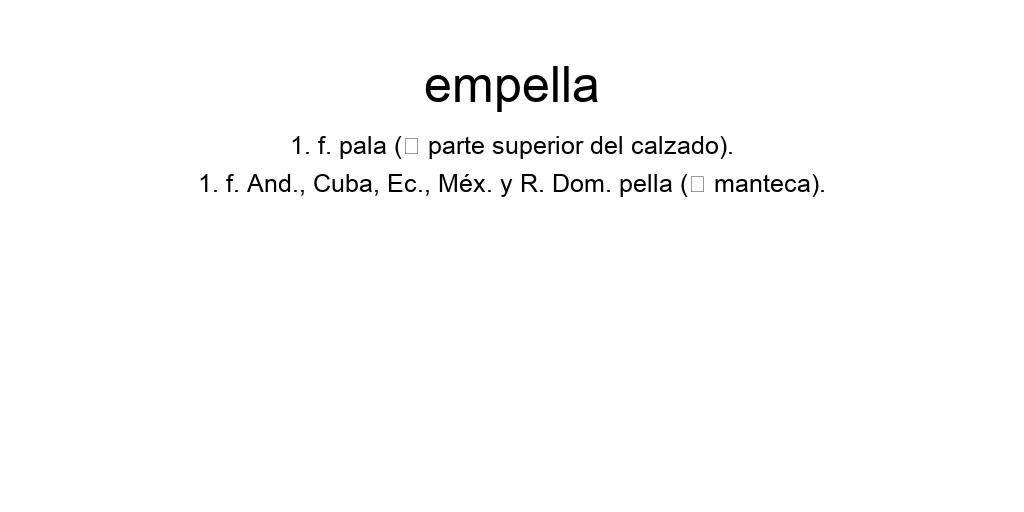 empella
1. f. pala (□ parte superior del calzado).
1. f. And., Cuba, Ec., Méx. y R. Dom. pella (□ manteca).